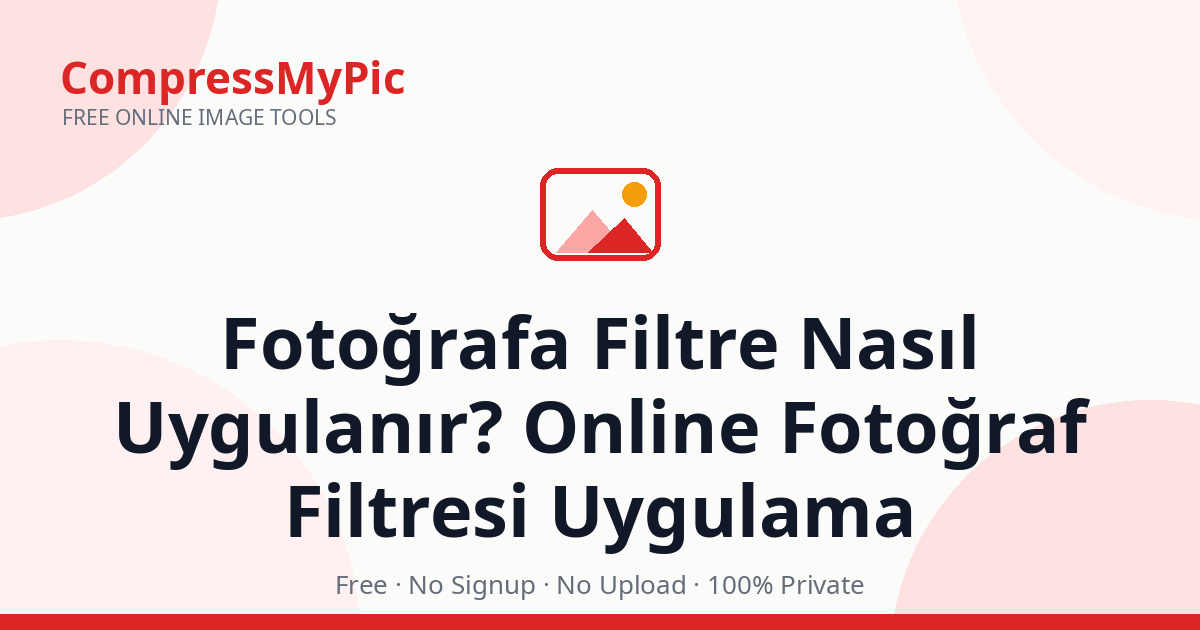 CompressMyPic
FREE ONLINE IMAGE TOOLS
Fotoğrafa Filtre Nasıl
Uygulanır? Online Fotoğraf
Filtresi Uygulama
Free · No Signup · No Upload · 100% Private